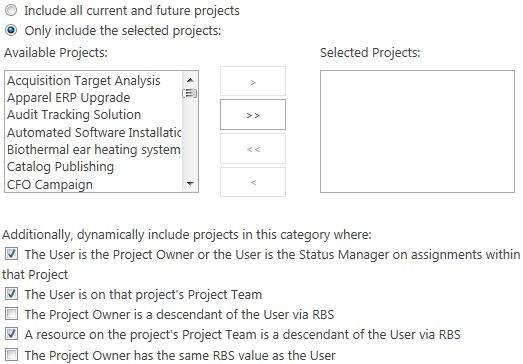 Include all current and future projects
Only include the selected projects:
Available Projects:
Selected Projects:
Acquisition Target Analysis
Apparel ERP Upgrade
Audit Tracking Solution
Automated Software Installatic
Biothermal ear heating system
Catalog Publishing
CFO Campaign
>
>>
<<
<
Additionally, dynamically include projects in this category where:
The User is the Project Owner or the User is the Status Manager on assignments within
that Project
The User is on that project's Project Team
The Project Owner is a descendant of the User via RBS
A resource on the project's Project Team is a descendant of the User via RBS
The Project Owner has the same RBS value as the User